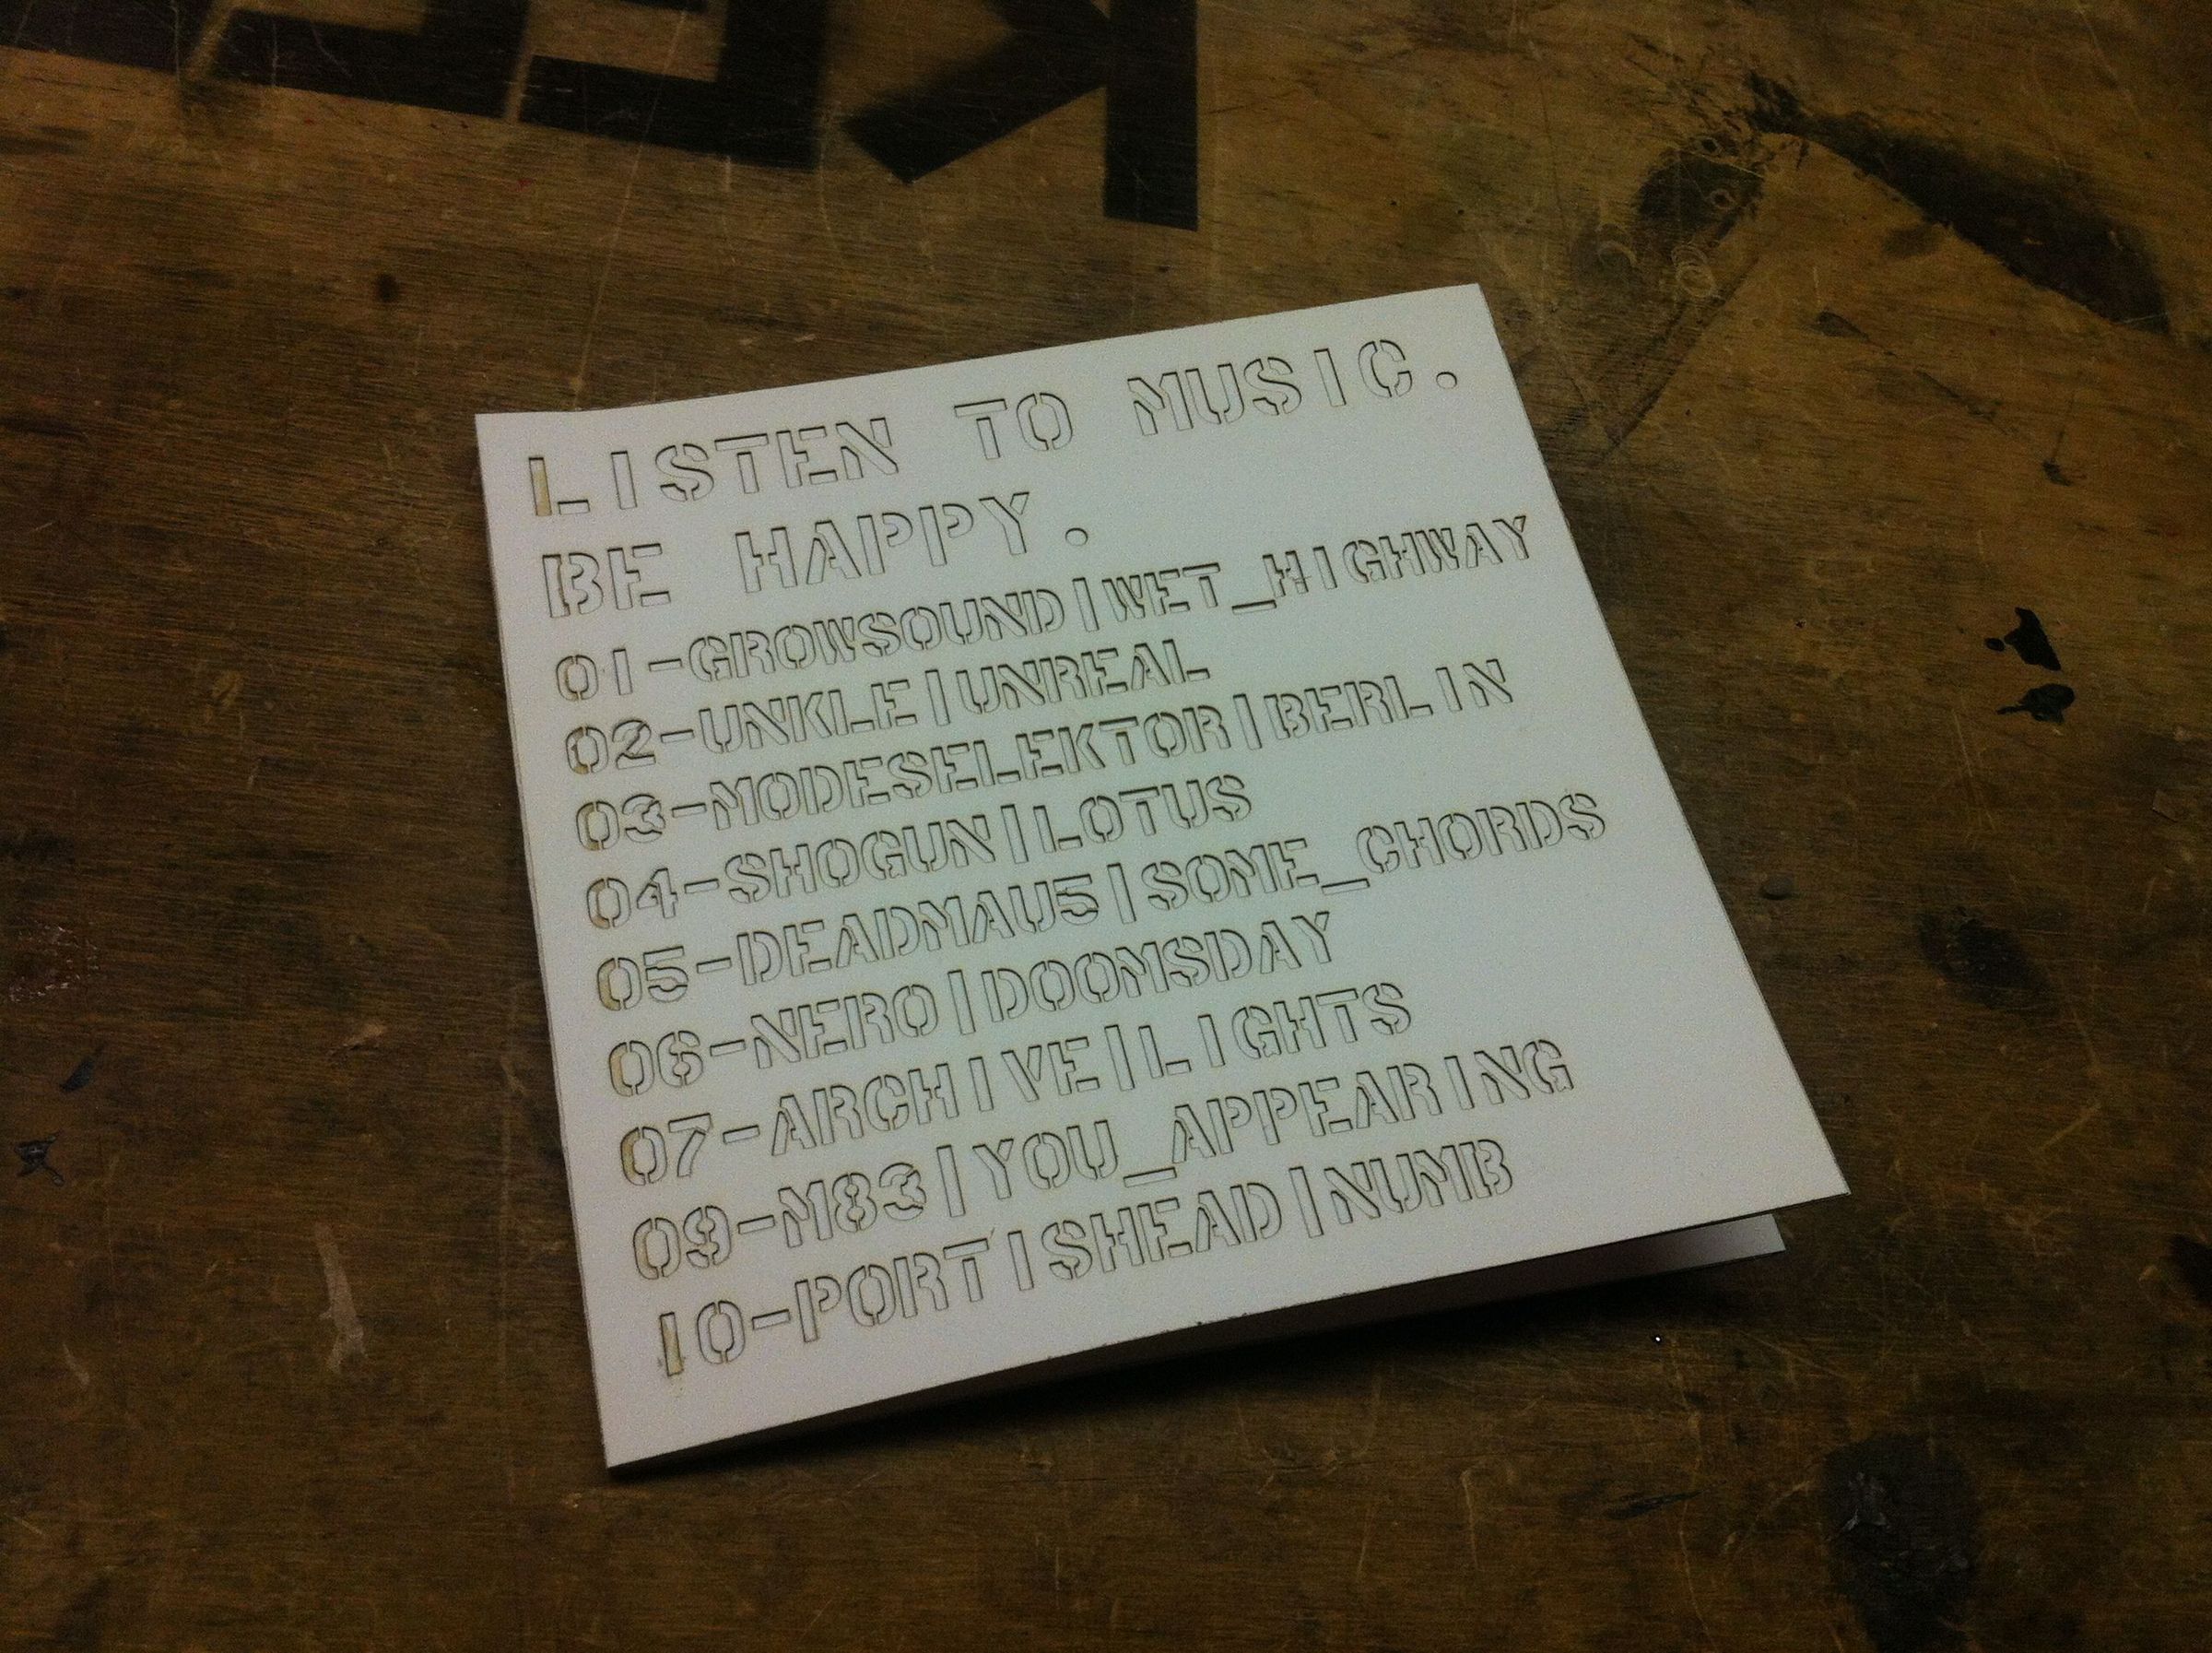 LISTEN TO MUSIC.
BE HAPPY.
01-GROWSOUND|WET_HIGHWAY
02-UNKLE|UNREAL
03-MODESELEKTOR|BERLIN
04-SHOGUN|LOTUS
05-DEADMAU5|SOME_CHORDS
06-NERO|DOOMSDAY
07-ARCHIVE|LIGHTS
09-M83|YOU_APPEARING
10-PORTISHEAD|NUMB